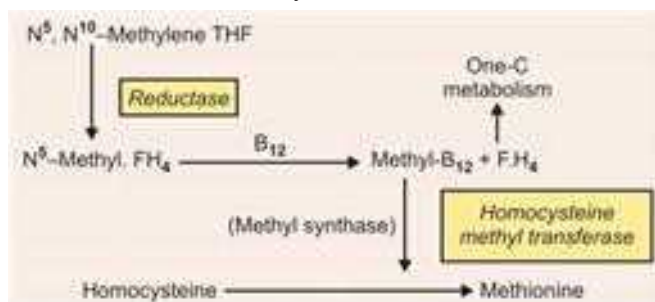 N⁵, N¹⁰–Methylene THF
One-C
metabolism
Reductase
B₁₂
N⁵–Methyl. FH₄
Methyl-B₁₂ + F.H₄
(Methyl synthase)
Homocysteine
methyl transferase
Homocysteine
Methionine